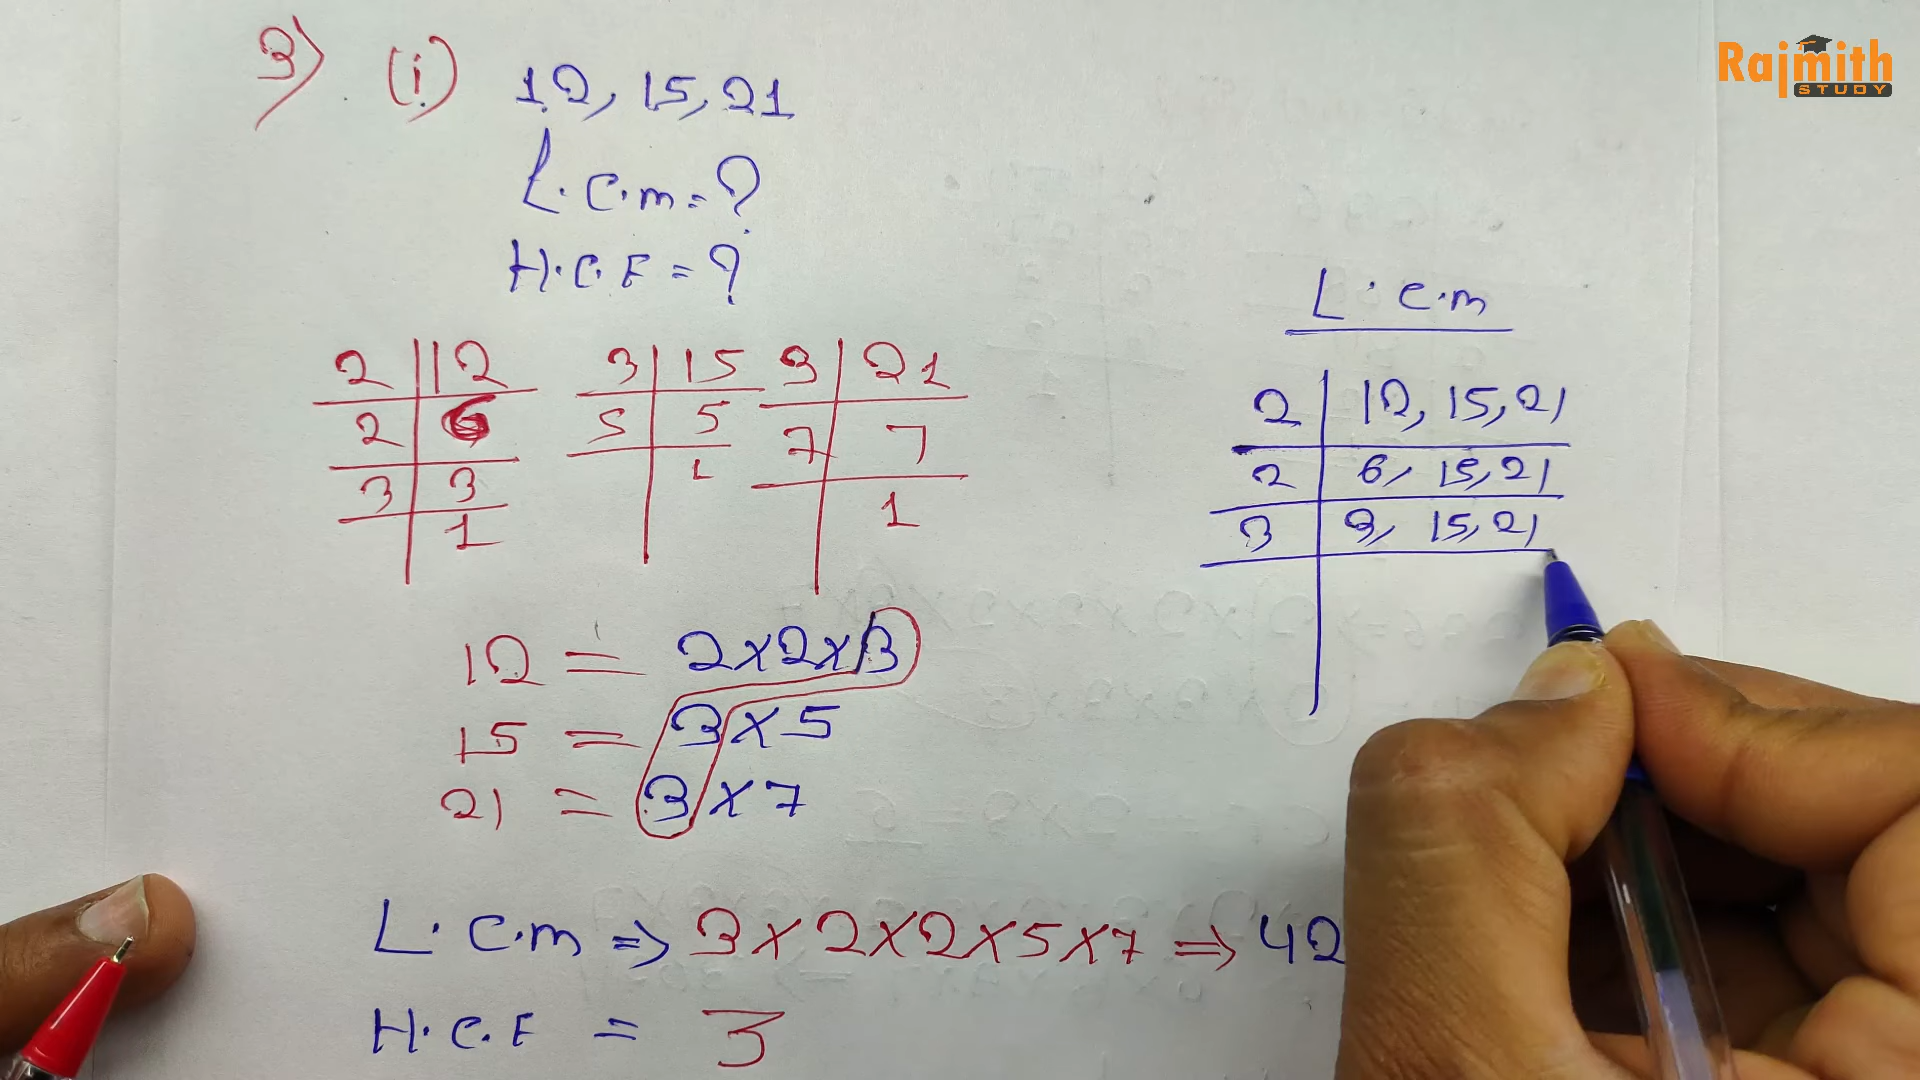 3) (i) 12, 15, 21
L.C.m = ?
H.C.F = ?
2 | 12
2 | 6
3 | 3
1
3 | 15
5 | 5
1
3 | 21
7 | 7
1
12 = 2×2×3
15 = 3×5
21 = 3×7
L.C.m ⇒ 3×2×2×5×7 ⇒ 42
H.C.F = 3
L.C.m
2 | 12, 15, 21
2 | 6, 15, 21
3 | 3, 15, 21
Rajmith
STUDY